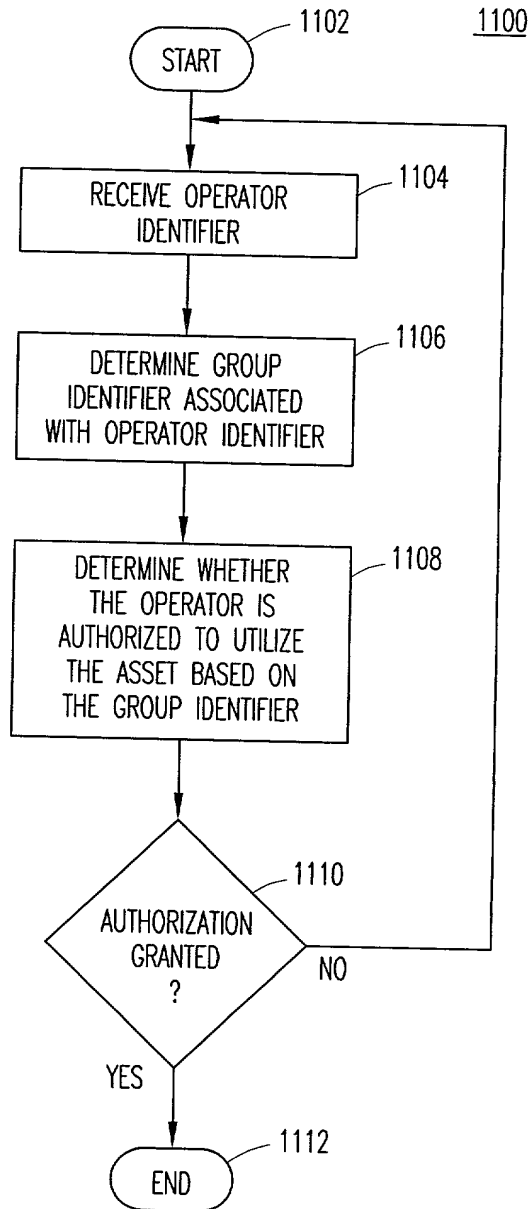 1100
1102
START
1104
RECEIVE OPERATOR
IDENTIFIER
1106
DETERMINE GROUP
IDENTIFIER ASSOCIATED
WITH OPERATOR IDENTIFIER
1108
DETERMINE WHETHER
THE OPERATOR IS
AUTHORIZED TO UTILIZE
THE ASSET BASED ON
THE GROUP IDENTIFIER
1110
AUTHORIZATION
GRANTED
?
NO
YES
1112
END